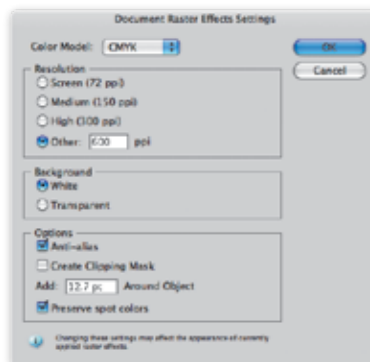 Document Raster Effects Settings
Color Model: CMYK
OK
Cancel
Resolution
Screen (72 ppi)
Medium (150 ppi)
High (300 ppi)
Other: 600 ppi
Background
White
Transparent
Options
Anti-alias
Create Clipping Mask
Add: 12.7 pc Around Object
Preserve spot colors
Changing these settings may affect the appearance of currently
applied raster effects.